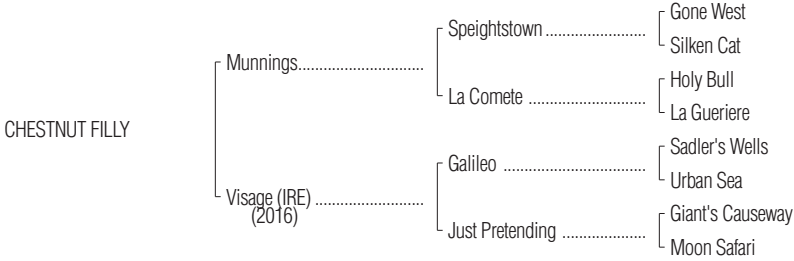 Gone West
Speightstown
Silken Cat
Munnings
Holy Bull
La Comete
La Gueriere
CHESTNUT FILLY
Sadler's Wells
Galileo
Urban Sea
Visage (IRE)
(2016)
Giant's Causeway
Just Pretending
Moon Safari